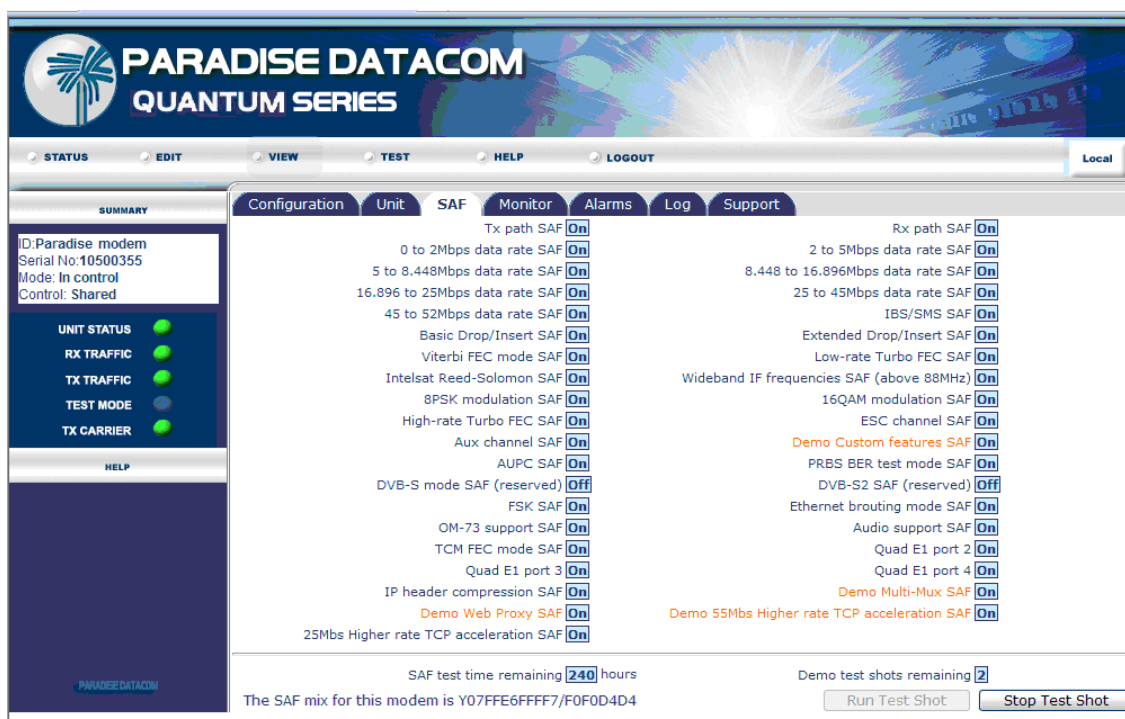 PARADISE DATACOM
QUANTUM SERIES
STATUS EDIT VIEW TEST HELP LOGOUT Local
SUMMARY
ID:Paradise modem
Serial No:10500355
Mode: In control
Control: Shared
UNIT STATUS
RX TRAFFIC
TX TRAFFIC
TEST MODE
TX CARRIER
HELP
PARADISE DATACOM
Configuration Unit SAF Monitor Alarms Log Support
Tx path SAF On Rx path SAF On
0 to 2Mbps data rate SAF On 2 to 5Mbps data rate SAF On
5 to 8.448Mbps data rate SAF On 8.448 to 16.896Mbps data rate SAF On
16.896 to 25Mbps data rate SAF On 25 to 45Mbps data rate SAF On
45 to 52Mbps data rate SAF On IBS/SMS SAF On
Basic Drop/Insert SAF On Extended Drop/Insert SAF On
Viterbi FEC mode SAF On Low-rate Turbo FEC SAF On
Intelsat Reed-Solomon SAF On Wideband IF frequencies SAF (above 88MHz) On
8PSK modulation SAF On 16QAM modulation SAF On
High-rate Turbo FEC SAF On ESC channel SAF On
Aux channel SAF On Demo Custom features SAF On
AUPC SAF On PRBS BER test mode SAF On
DVB-S mode SAF (reserved) Off DVB-S2 SAF (reserved) Off
FSK SAF On Ethernet brouting mode SAF On
OM-73 support SAF On Audio support SAF On
TCM FEC mode SAF On Quad E1 port 2 On
Quad E1 port 3 On Quad E1 port 4 On
IP header compression SAF On Demo Multi-Mux SAF On
Demo Web Proxy SAF On Demo 55Mbs Higher rate TCP acceleration SAF On
25Mbs Higher rate TCP acceleration SAF On
SAF test time remaining 240 hours Demo test shots remaining 2
The SAF mix for this modem is Y07FFE6FFFF7/F0F0D4D4 Run Test Shot Stop Test Shot